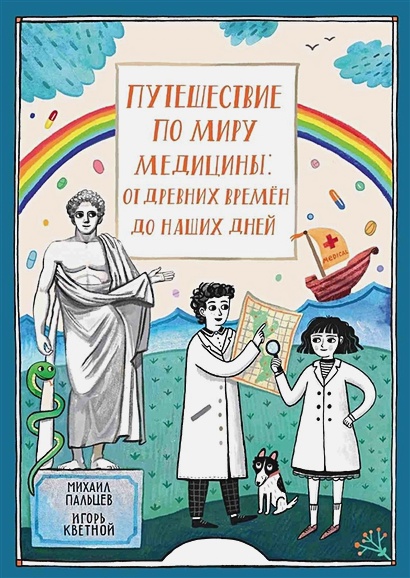 ПУТЕШЕСТВИЕ
ПО МИРУ
МЕДИЦИНЫ:
ОТ ДРЕВНИХ ВРЕМЁН
ДО НАШИХ ДНЕЙ
MEDICAL
МИХАИЛ
ПАЛЬЦЕВ
ИГОРЬ
КВЕТНОЙ